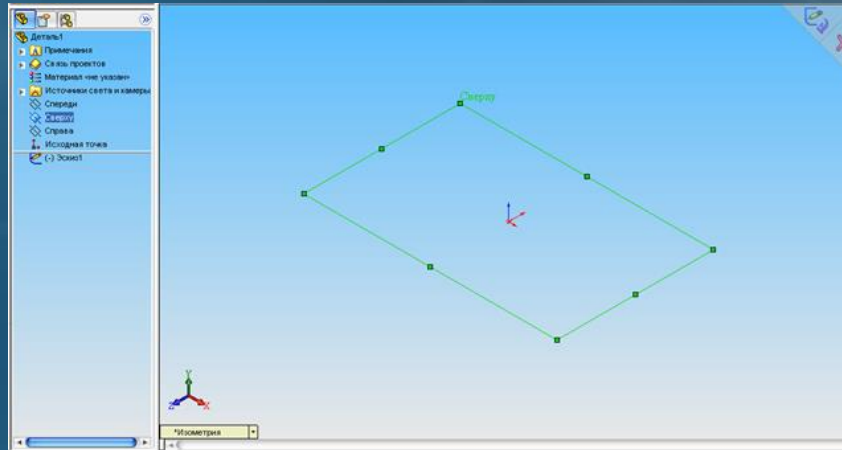 Деталь1
Примечания
Связь проектов
Материал <не указан>
Источники света и камеры
Спереди
Сверху
Справа
Исходная точка
(-) Эскиз1
Сверху
Y
Z
X
*Изометрия